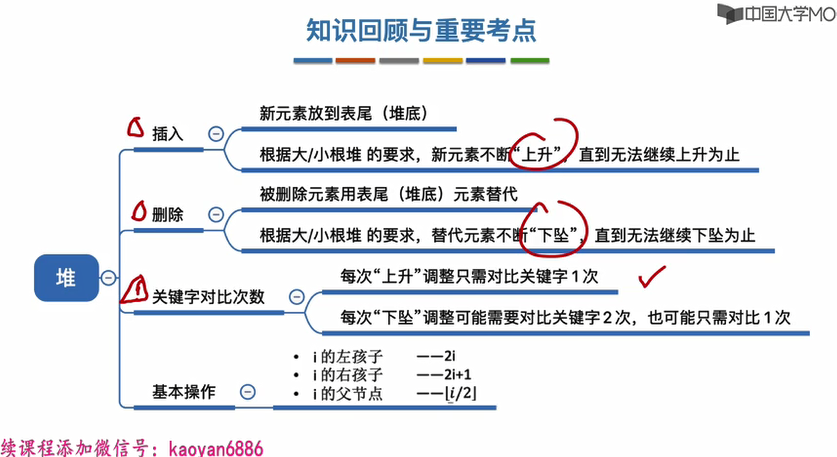 中国大学MO
知识回顾与重要考点
插入
新元素放到表尾（堆底）
根据大/小根堆 的要求，新元素不断“上升”，直到无法继续上升为止
删除
被删除元素用表尾（堆底）元素替代
根据大/小根堆 的要求，替代元素不断“下坠”，直到无法继续下坠为止
堆
关键字对比次数
每次“上升”调整只需对比关键字1次
每次“下坠”调整可能需要对比关键字2次，也可能只需对比1次
基本操作
• i 的左孩子 ——2i
• i 的右孩子 ——2i+1
• i 的父节点 ——⌊i/2⌋
续课程添加微信号：kaoyan6886